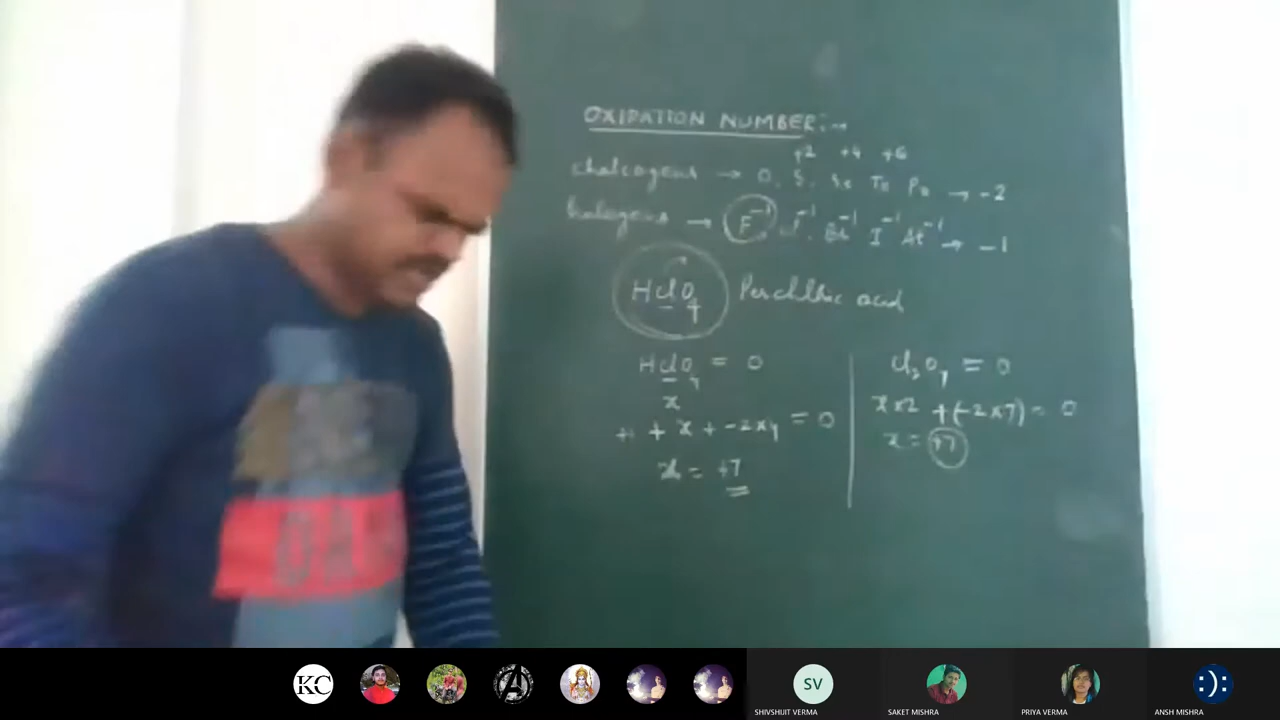 OXIDATION NUMBER:→
+2 +4 +6
chalcogens → O, S, Se Te Po → -2
halogens → F⁻¹ Cl⁻¹ Br⁻¹ I⁻¹ At⁻¹ → -1
HClO₄ Perchloric acid
HClO₄ = 0
x
+1 + x + -2x4 = 0
x = +7
Cl₂O₇ = 0
x×2 + (-2×7) = 0
x = +7
KC
SV
:):
SHIVSHIJT VERMA
SAKET MISHRA
PRIYA VERMA
ANSH MISHRA